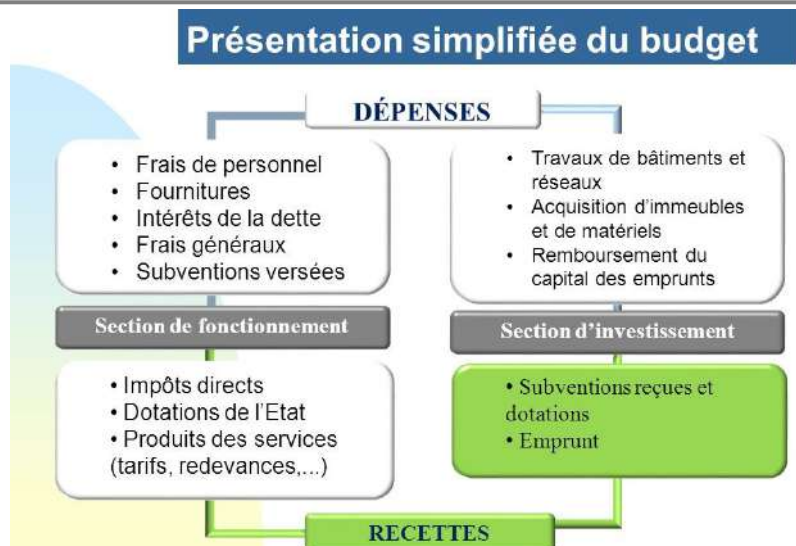 Présentation simplifiée du budget
DÉPENSES
• Frais de personnel
• Fournitures
• Intérêts de la dette
• Frais généraux
• Subventions versées
• Travaux de bâtiments et
réseaux
• Acquisition d'immeubles
et de matériels
• Remboursement du
capital des emprunts
Section de fonctionnement
Section d'investissement
• Impôts directs
• Dotations de l'Etat
• Produits des services
(tarifs, redevances,...)
• Subventions reçues et
dotations
• Emprunt
RECETTES